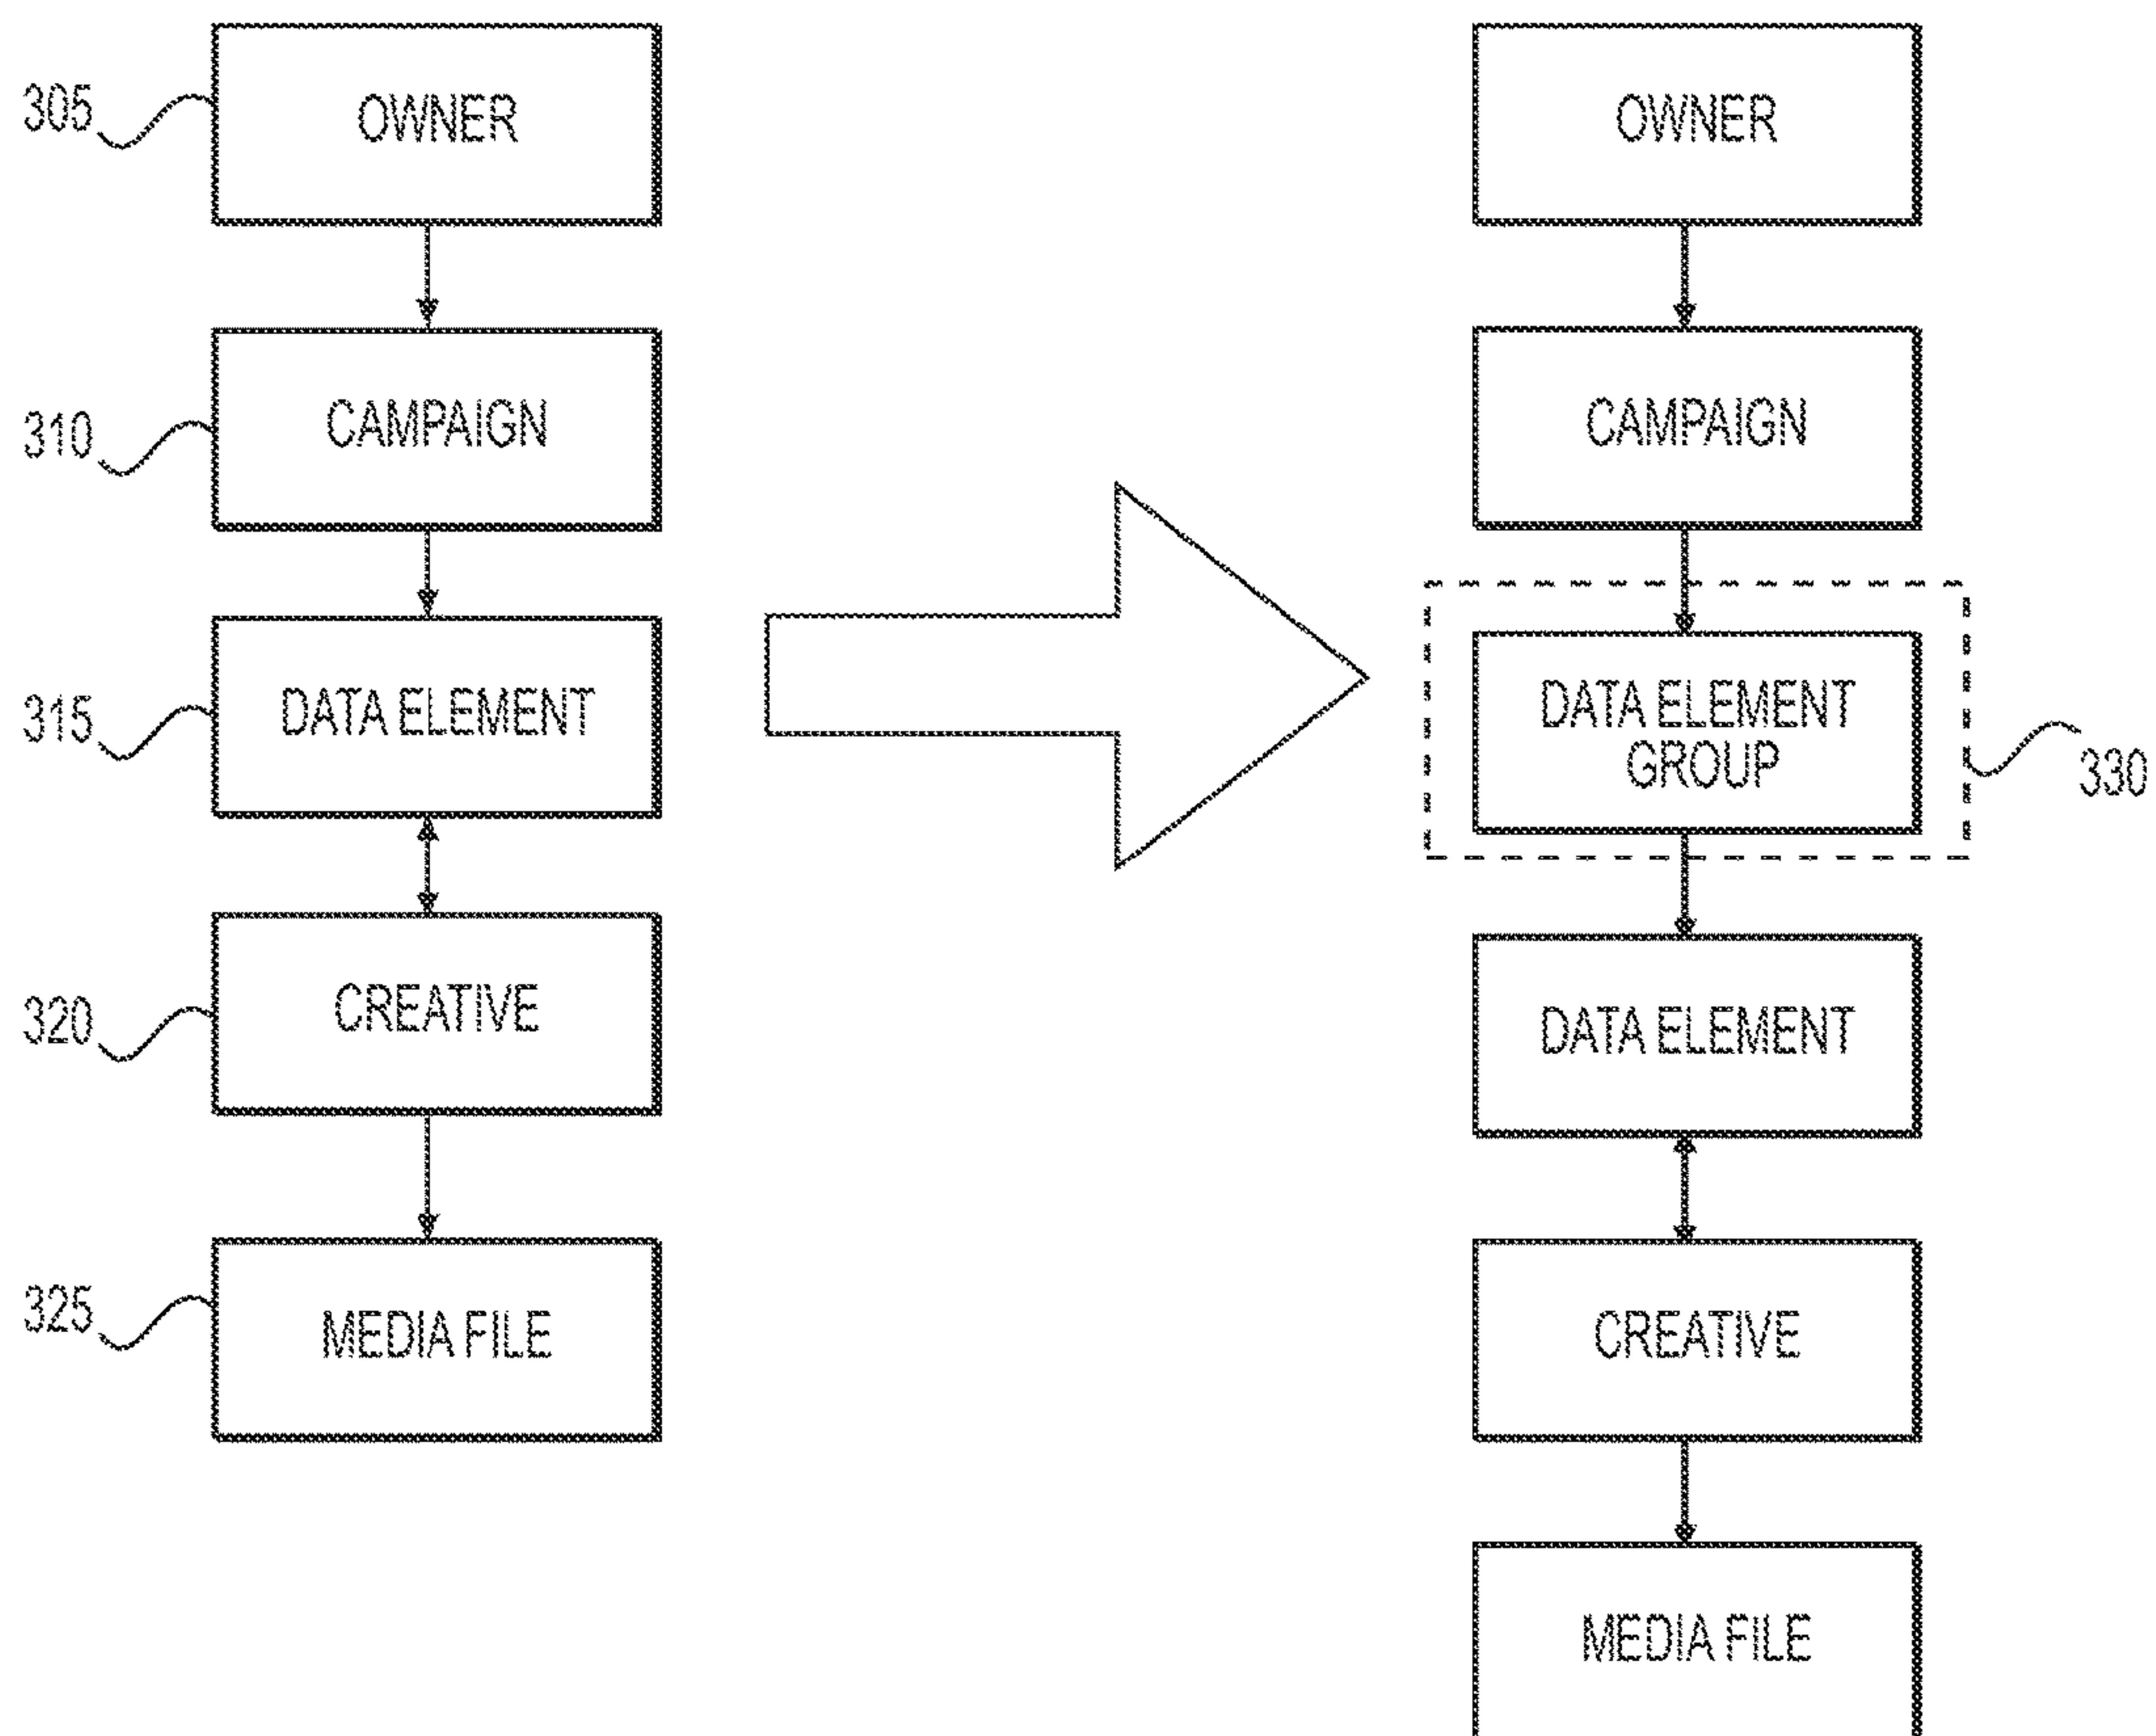 305
OWNER
310
CAMPAIGN
315
DATA ELEMENT
320
CREATIVE
325
MEDIA FILE
OWNER
CAMPAIGN
DATA ELEMENT
GROUP
330
DATA ELEMENT
CREATIVE
MEDIA FILE